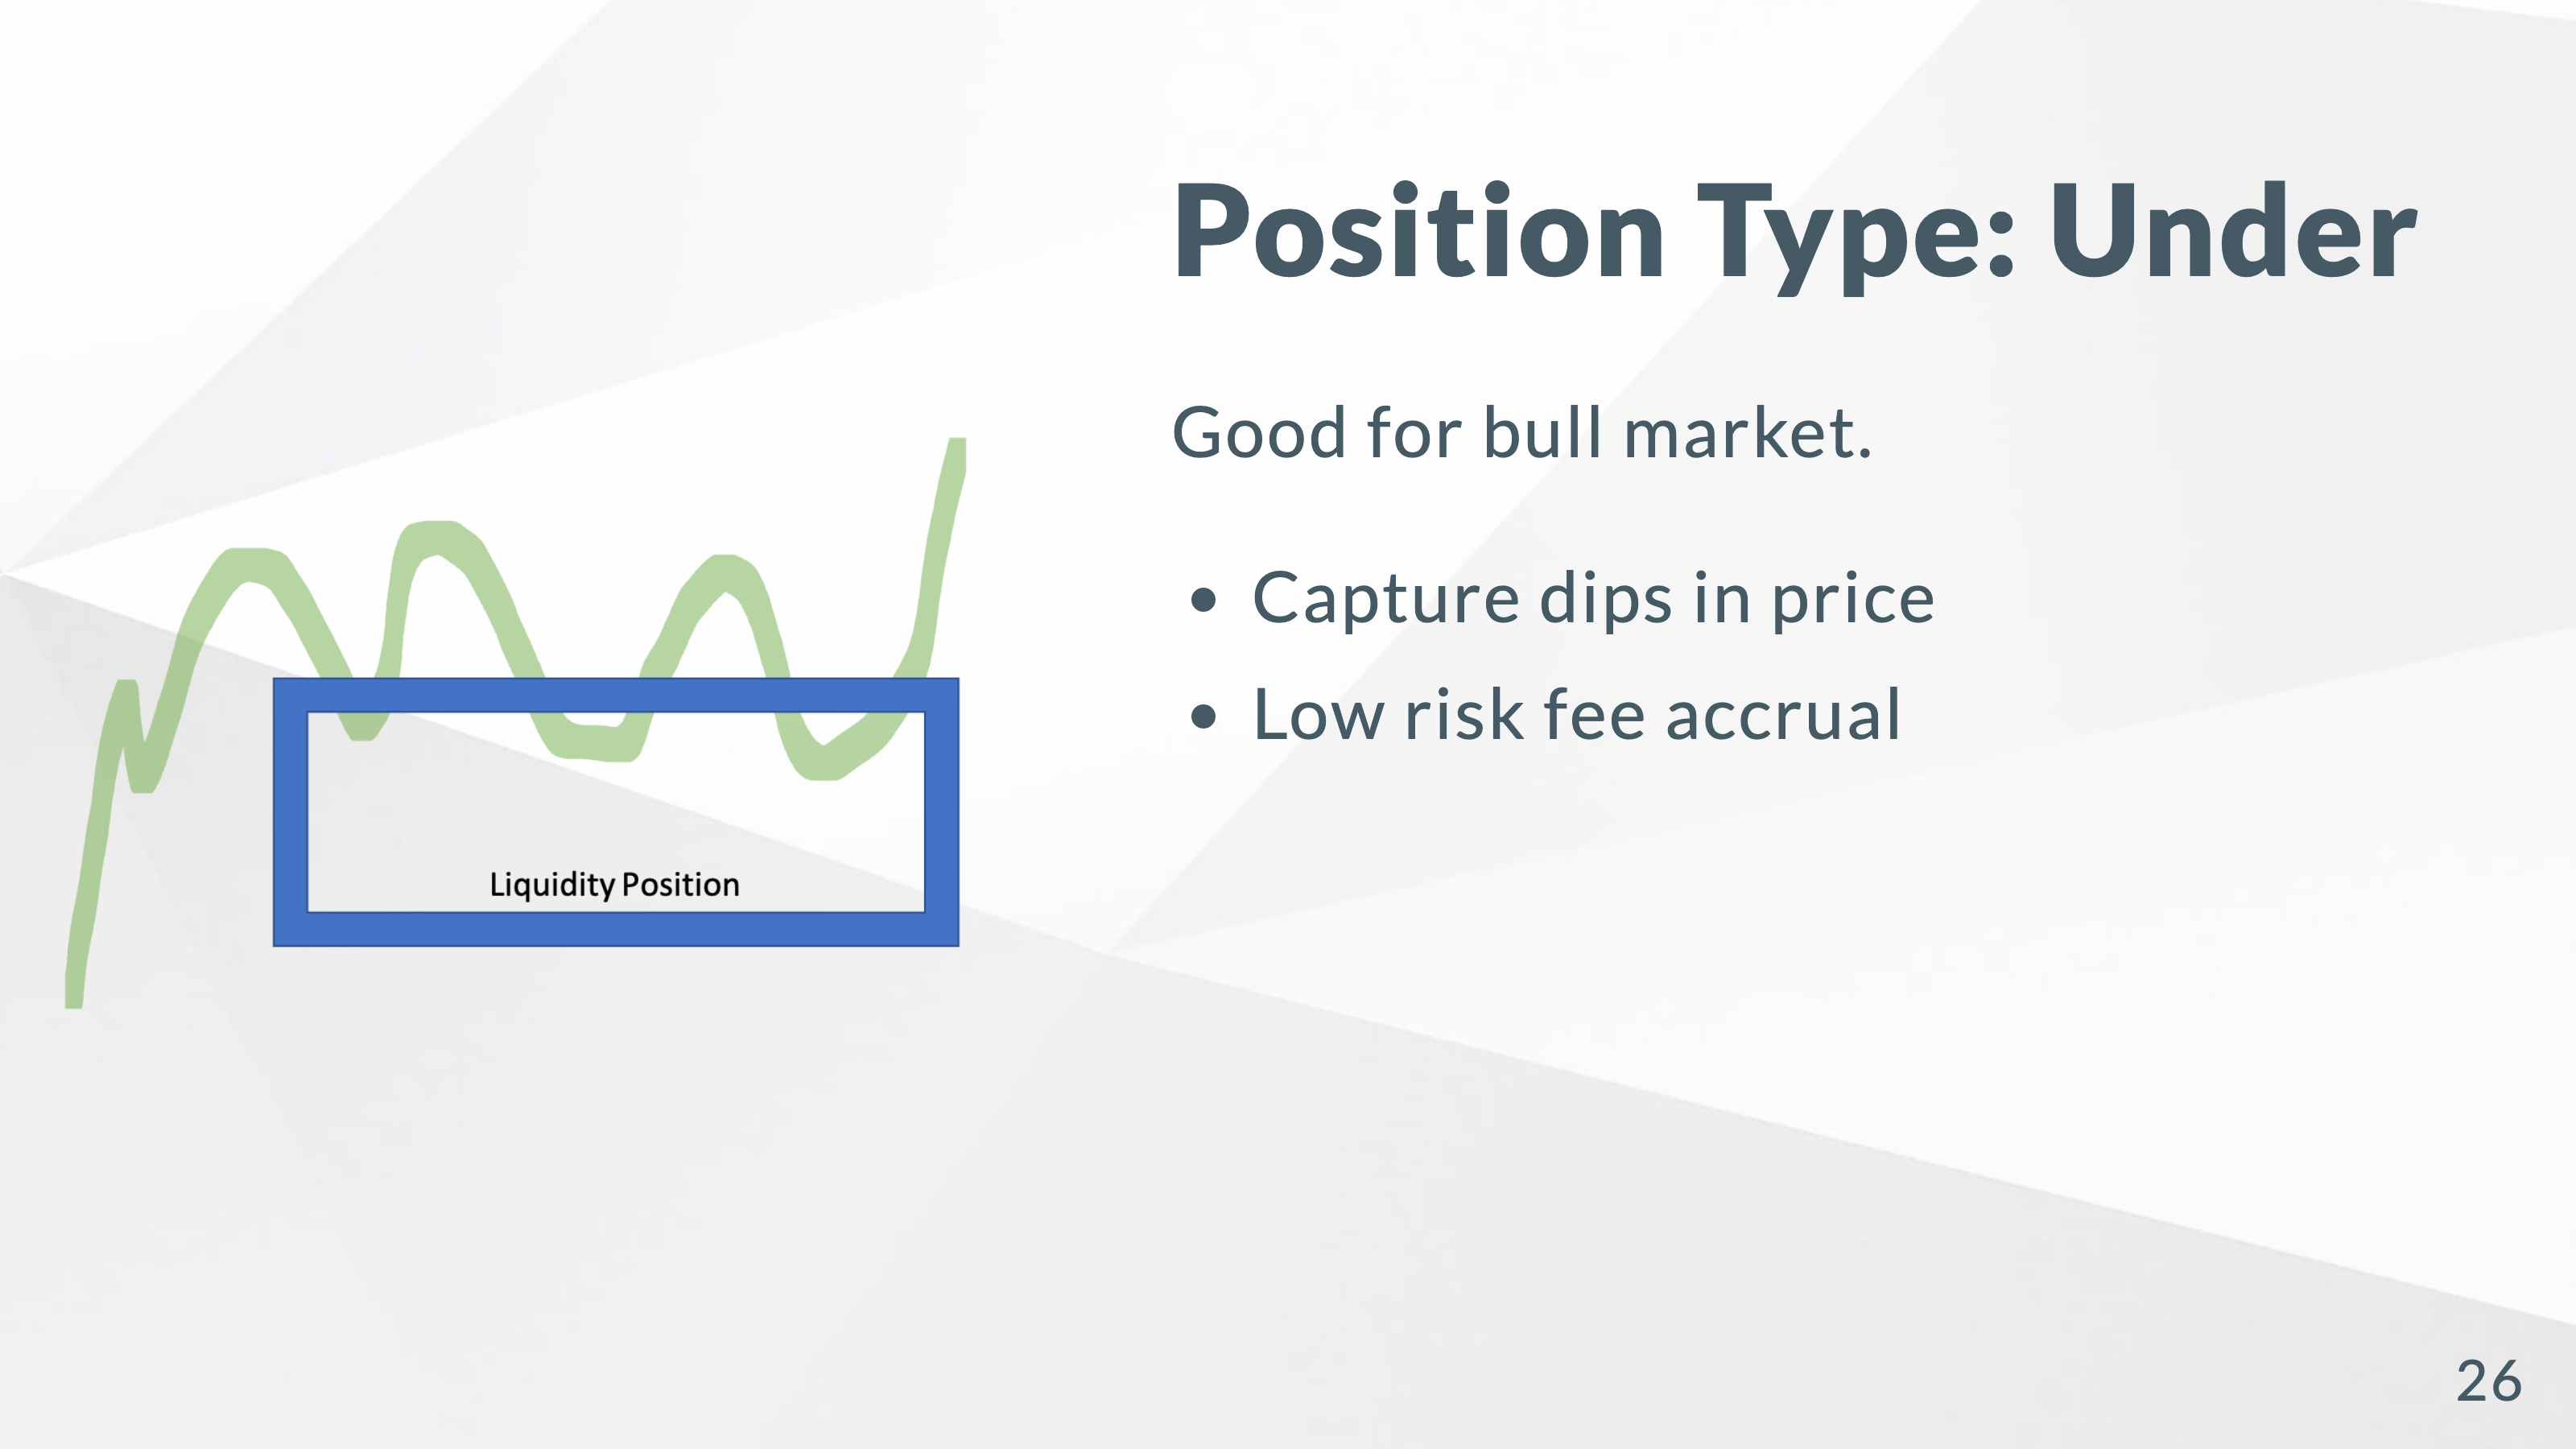 Position Type: Under
Good for bull market.
• Capture dips in price
• Low risk fee accrual
Liquidity Position
26